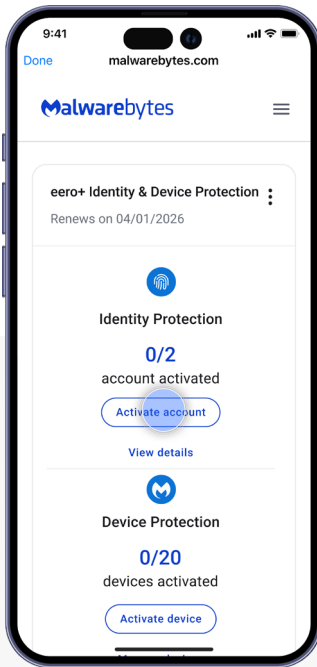 9:41
Done
malwarebytes.com
Malwarebytes
eero+ Identity & Device Protection
Renews on 04/01/2026
Identity Protection
0/2
account activated
Activate account
View details
Device Protection
0/20
devices activated
Activate device